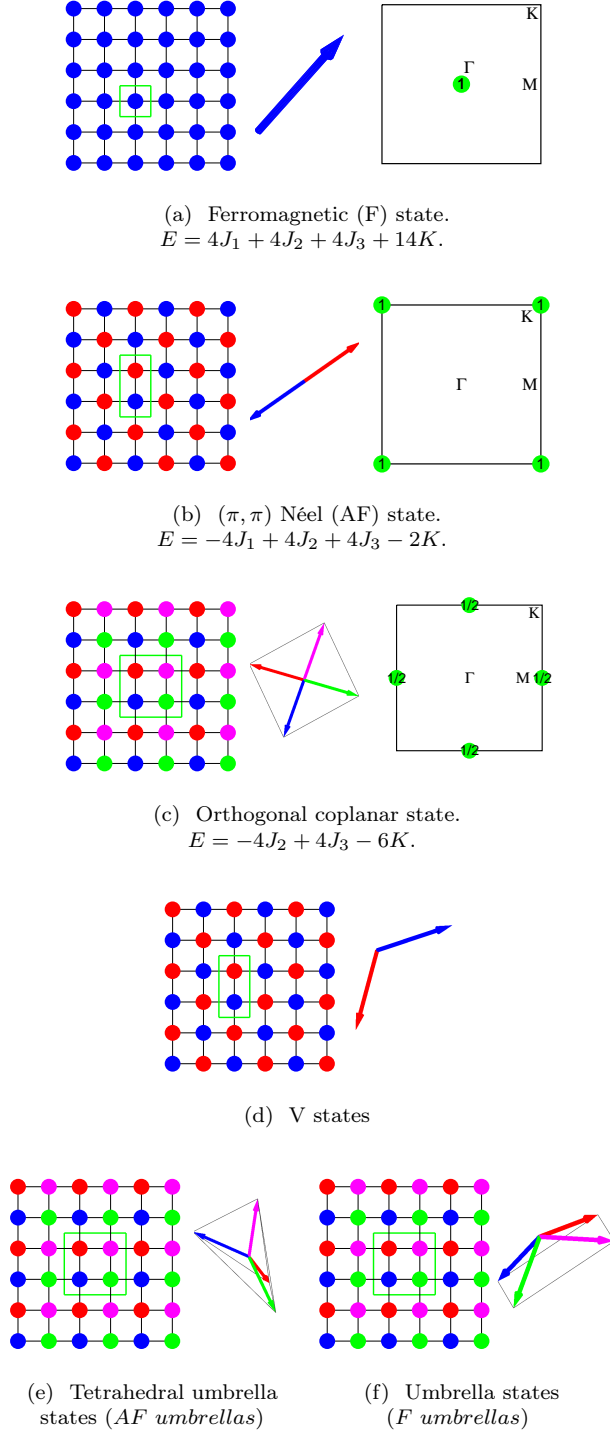 K
Γ
1
M
(a) Ferromagnetic (F) state.
E = 4J₁ + 4J₂ + 4J₃ + 14K.
1 1
K
Γ M
1 1
(b) (π, π) Néel (AF) state.
E = −4J₁ + 4J₂ + 4J₃ − 2K.
1/2
K
1/2 Γ M 1/2
1/2
(c) Orthogonal coplanar state.
E = −4J₂ + 4J₃ − 6K.
(d) V states
(e) Tetrahedral umbrella
states (AF umbrellas)
(f) Umbrella states
(F umbrellas)